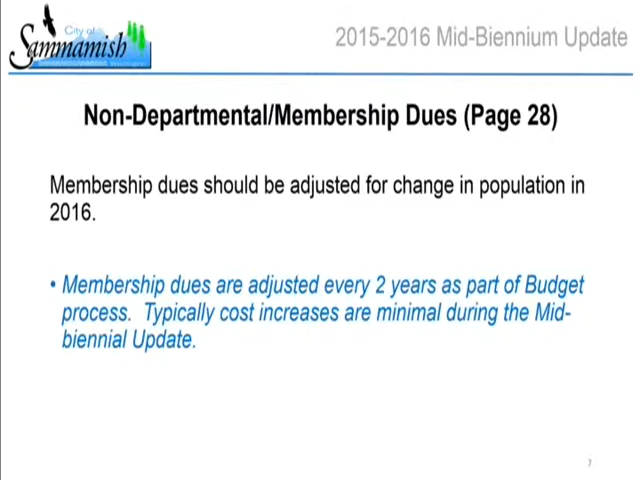 City of
Sammamish
2015-2016 Mid-Biennium Update
Non-Departmental/Membership Dues (Page 28)
Membership dues should be adjusted for change in population in
2016.
• Membership dues are adjusted every 2 years as part of Budget
process. Typically cost increases are minimal during the Mid-
biennial Update.
7